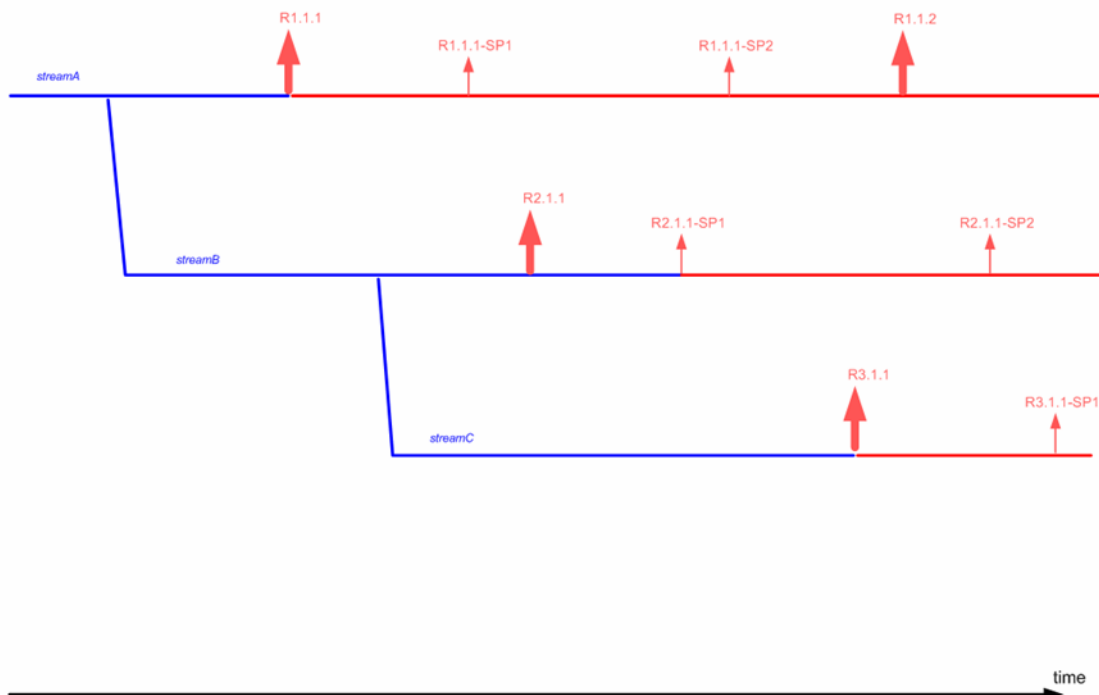 R1.1.1
R1.1.2
R1.1.1-SP1
R1.1.1-SP2
streamA
R2.1.1
R2.1.1-SP1
R2.1.1-SP2
streamB
R3.1.1
R3.1.1-SP1
streamC
time